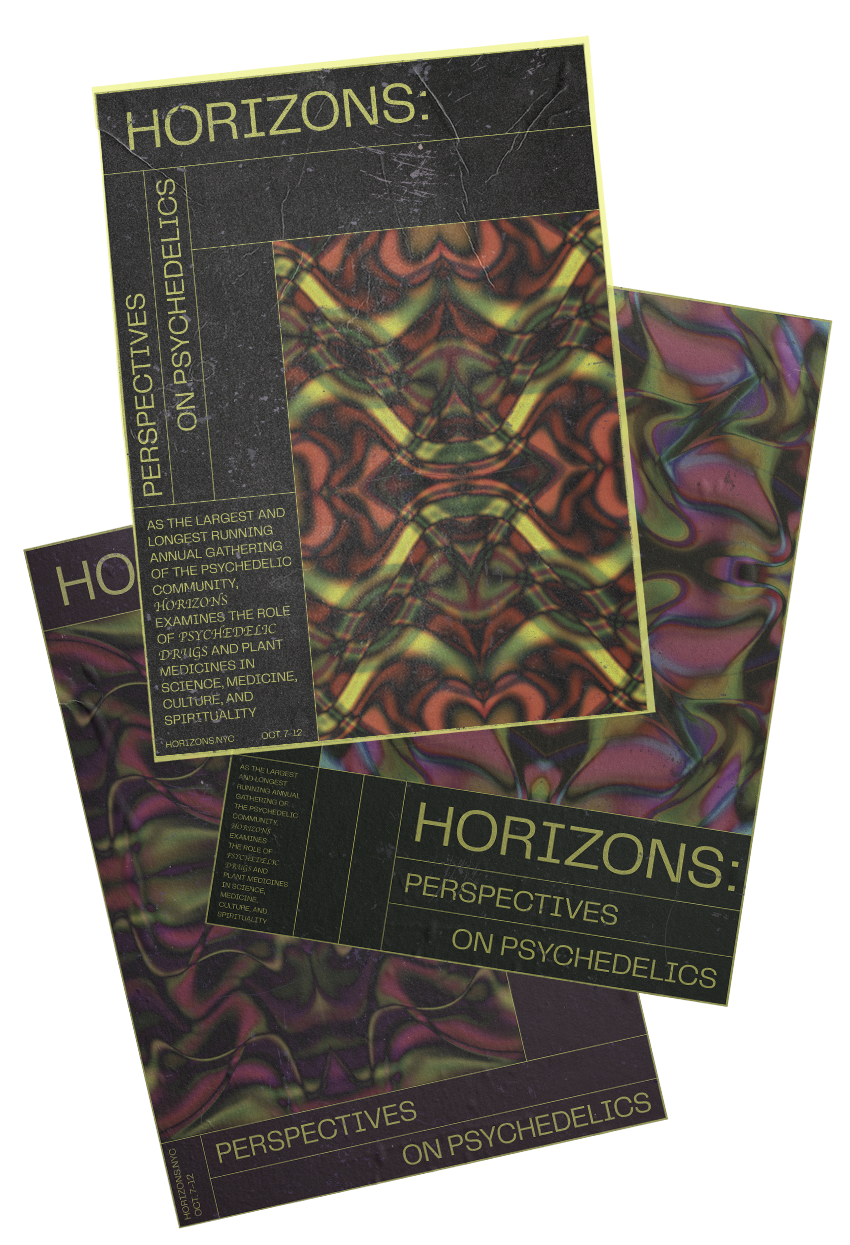 HORIZONS:
PERSPECTIVES
ON PSYCHEDELICS
AS THE LARGEST AND
LONGEST RUNNING
ANNUAL GATHERING
OF THE PSYCHEDELIC
COMMUNITY,
HORIZONS
EXAMINES THE ROLE
OF PSYCHEDELIC
DRUGS AND PLANT
MEDICINES IN
SCIENCE, MEDICINE,
CULTURE, AND
SPIRITUALITY
HORIZONS.NYC OCT. 7-12
HO
AS THE LARGEST
AND LONGEST
RUNNING ANNUAL
GATHERING OF
THE PSYCHEDELIC
COMMUNITY,
HORIZONS
EXAMINES
THE ROLE OF
PSYCHEDELIC
DRUGS AND
PLANT MEDICINES
IN SCIENCE,
MEDICINE,
CULTURE, AND
SPIRITUALITY
HORIZONS:
PERSPECTIVES
ON PSYCHEDELICS
PERSPECTIVES
ON PSYCHEDELICS
HORIZONS.NYC
OCT. 7-12